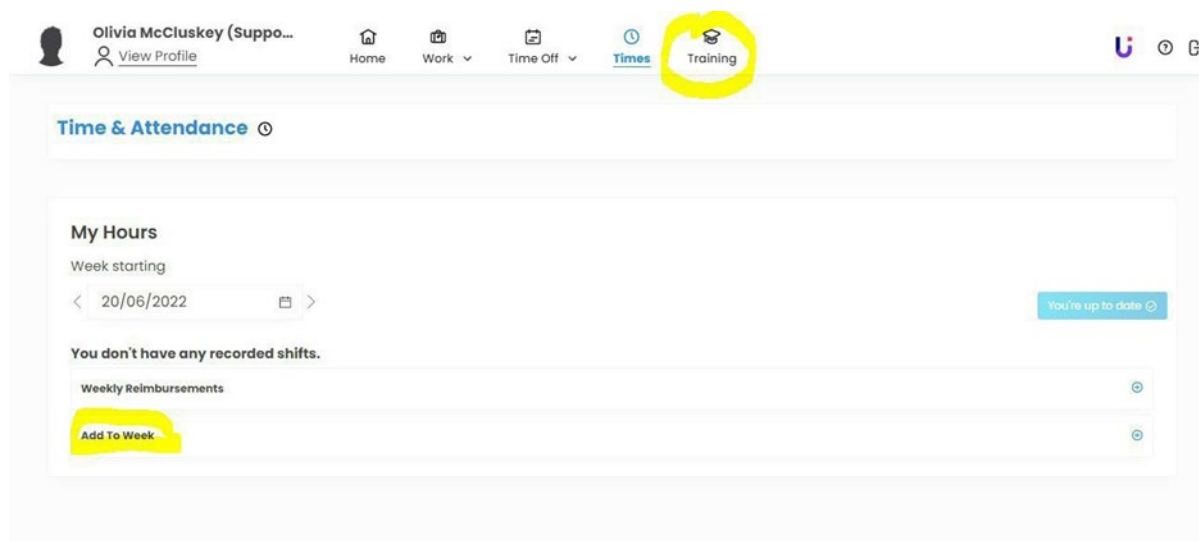 Olivia McCluskey (Suppo...
View Profile
Home
Work
Time Off
Times
Training
Time & Attendance
My Hours
Week starting
20/06/2022
You're up to date
You don't have any recorded shifts.
Weekly Reimbursements
Add To Week